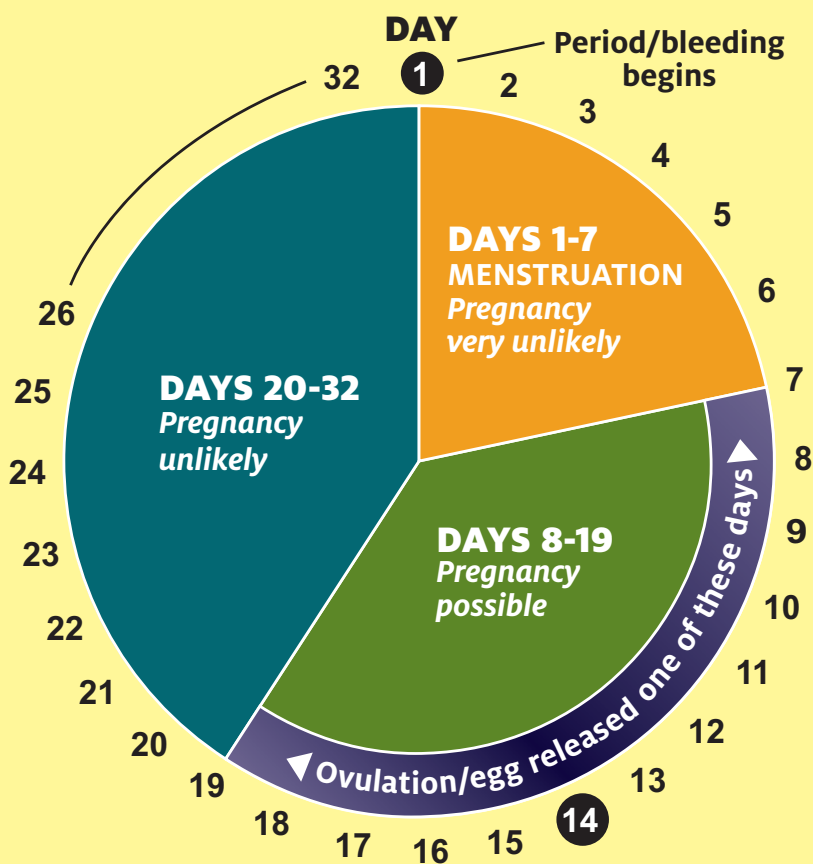 DAY
1
Period/bleeding
begins
2
3
4
5
6
7
8
9
10
11
12
13
14
15
16
17
18
19
20
21
22
23
24
25
26
32
DAYS 1-7
MENSTRUATION
Pregnancy
very unlikely
DAYS 8-19
Pregnancy
possible
Ovulation/egg released one of these days
DAYS 20-32
Pregnancy
unlikely